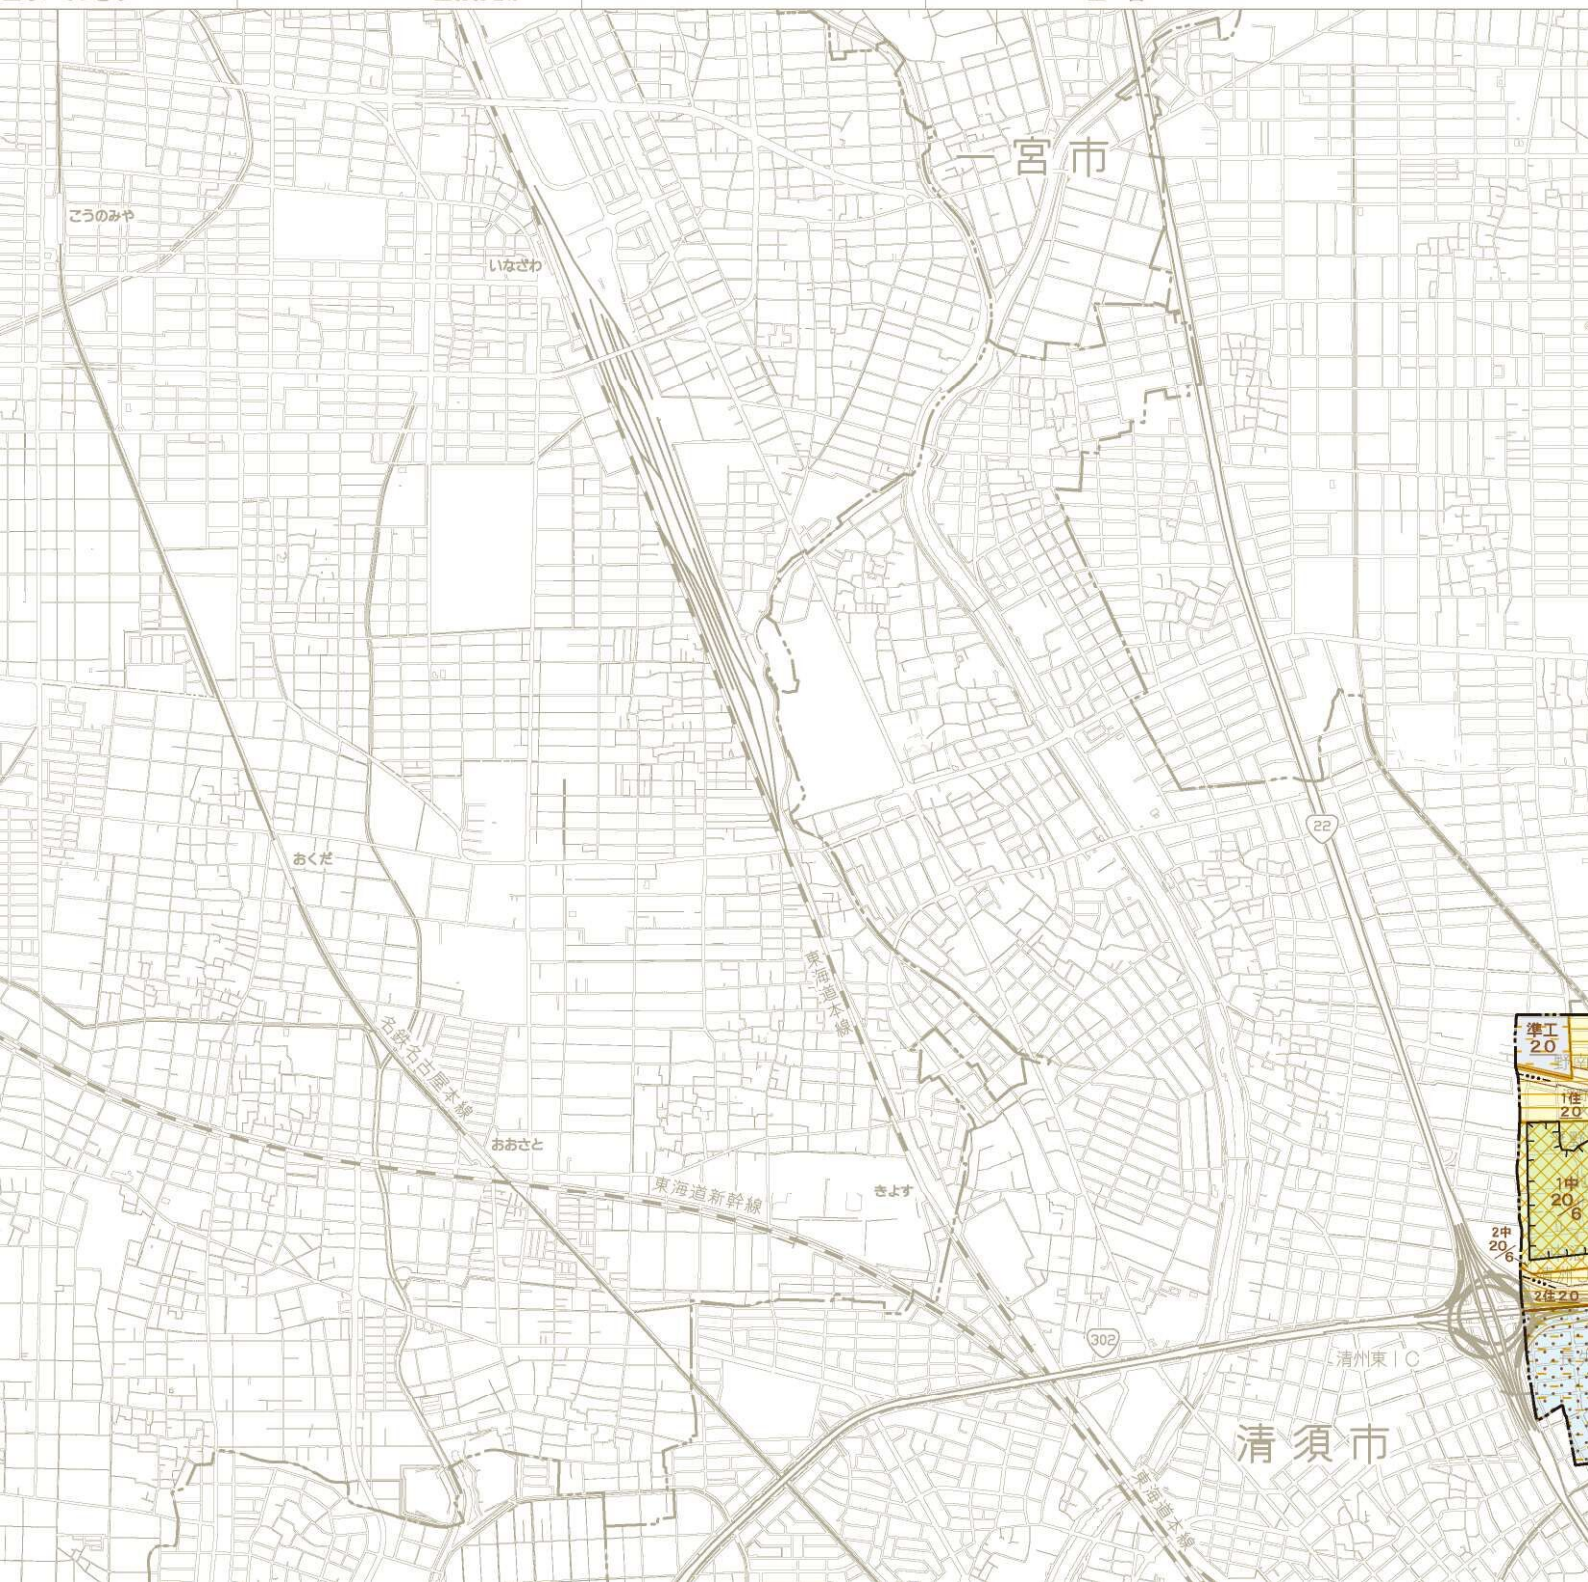 一宮市
こうのみや
いなざわ
22
おくだ
東海道本線
名鉄名古屋本線
準工
20
1住
20
おおさと
東海道新幹線
きよす
1中
20
6
2中
20
6
2住20
302
清州東IC
清須市
東海道本線